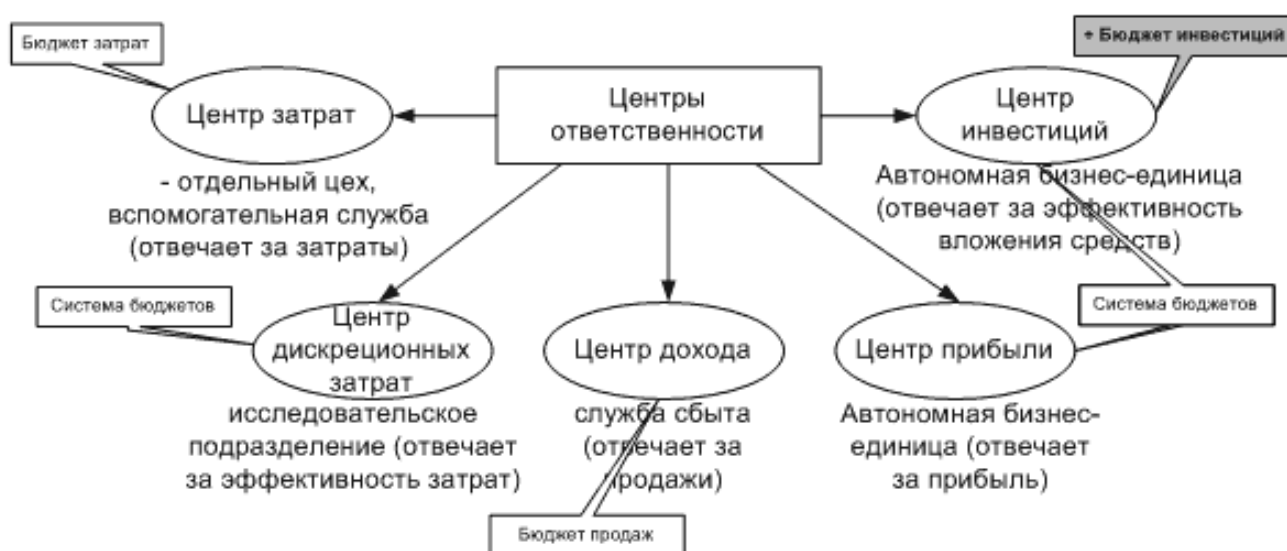 Бюджет затрат
+ Бюджет инвестиций
Центр затрат
Центры
ответственности
Центр
инвестиций
- отдельный цех,
вспомогательная служба
(отвечает за затраты)
Автономная бизнес-единица
(отвечает за эффективность
вложения средств)
Система бюджетов
Центр
дискреционных
затрат
Центр дохода
Центр прибыли
Система бюджетов
исследовательское
подразделение (отвечает
за эффективность затрат)
служба сбыта
(отвечает за
продажи)
Автономная бизнес-
единица (отвечает
за прибыль)
Бюджет продаж